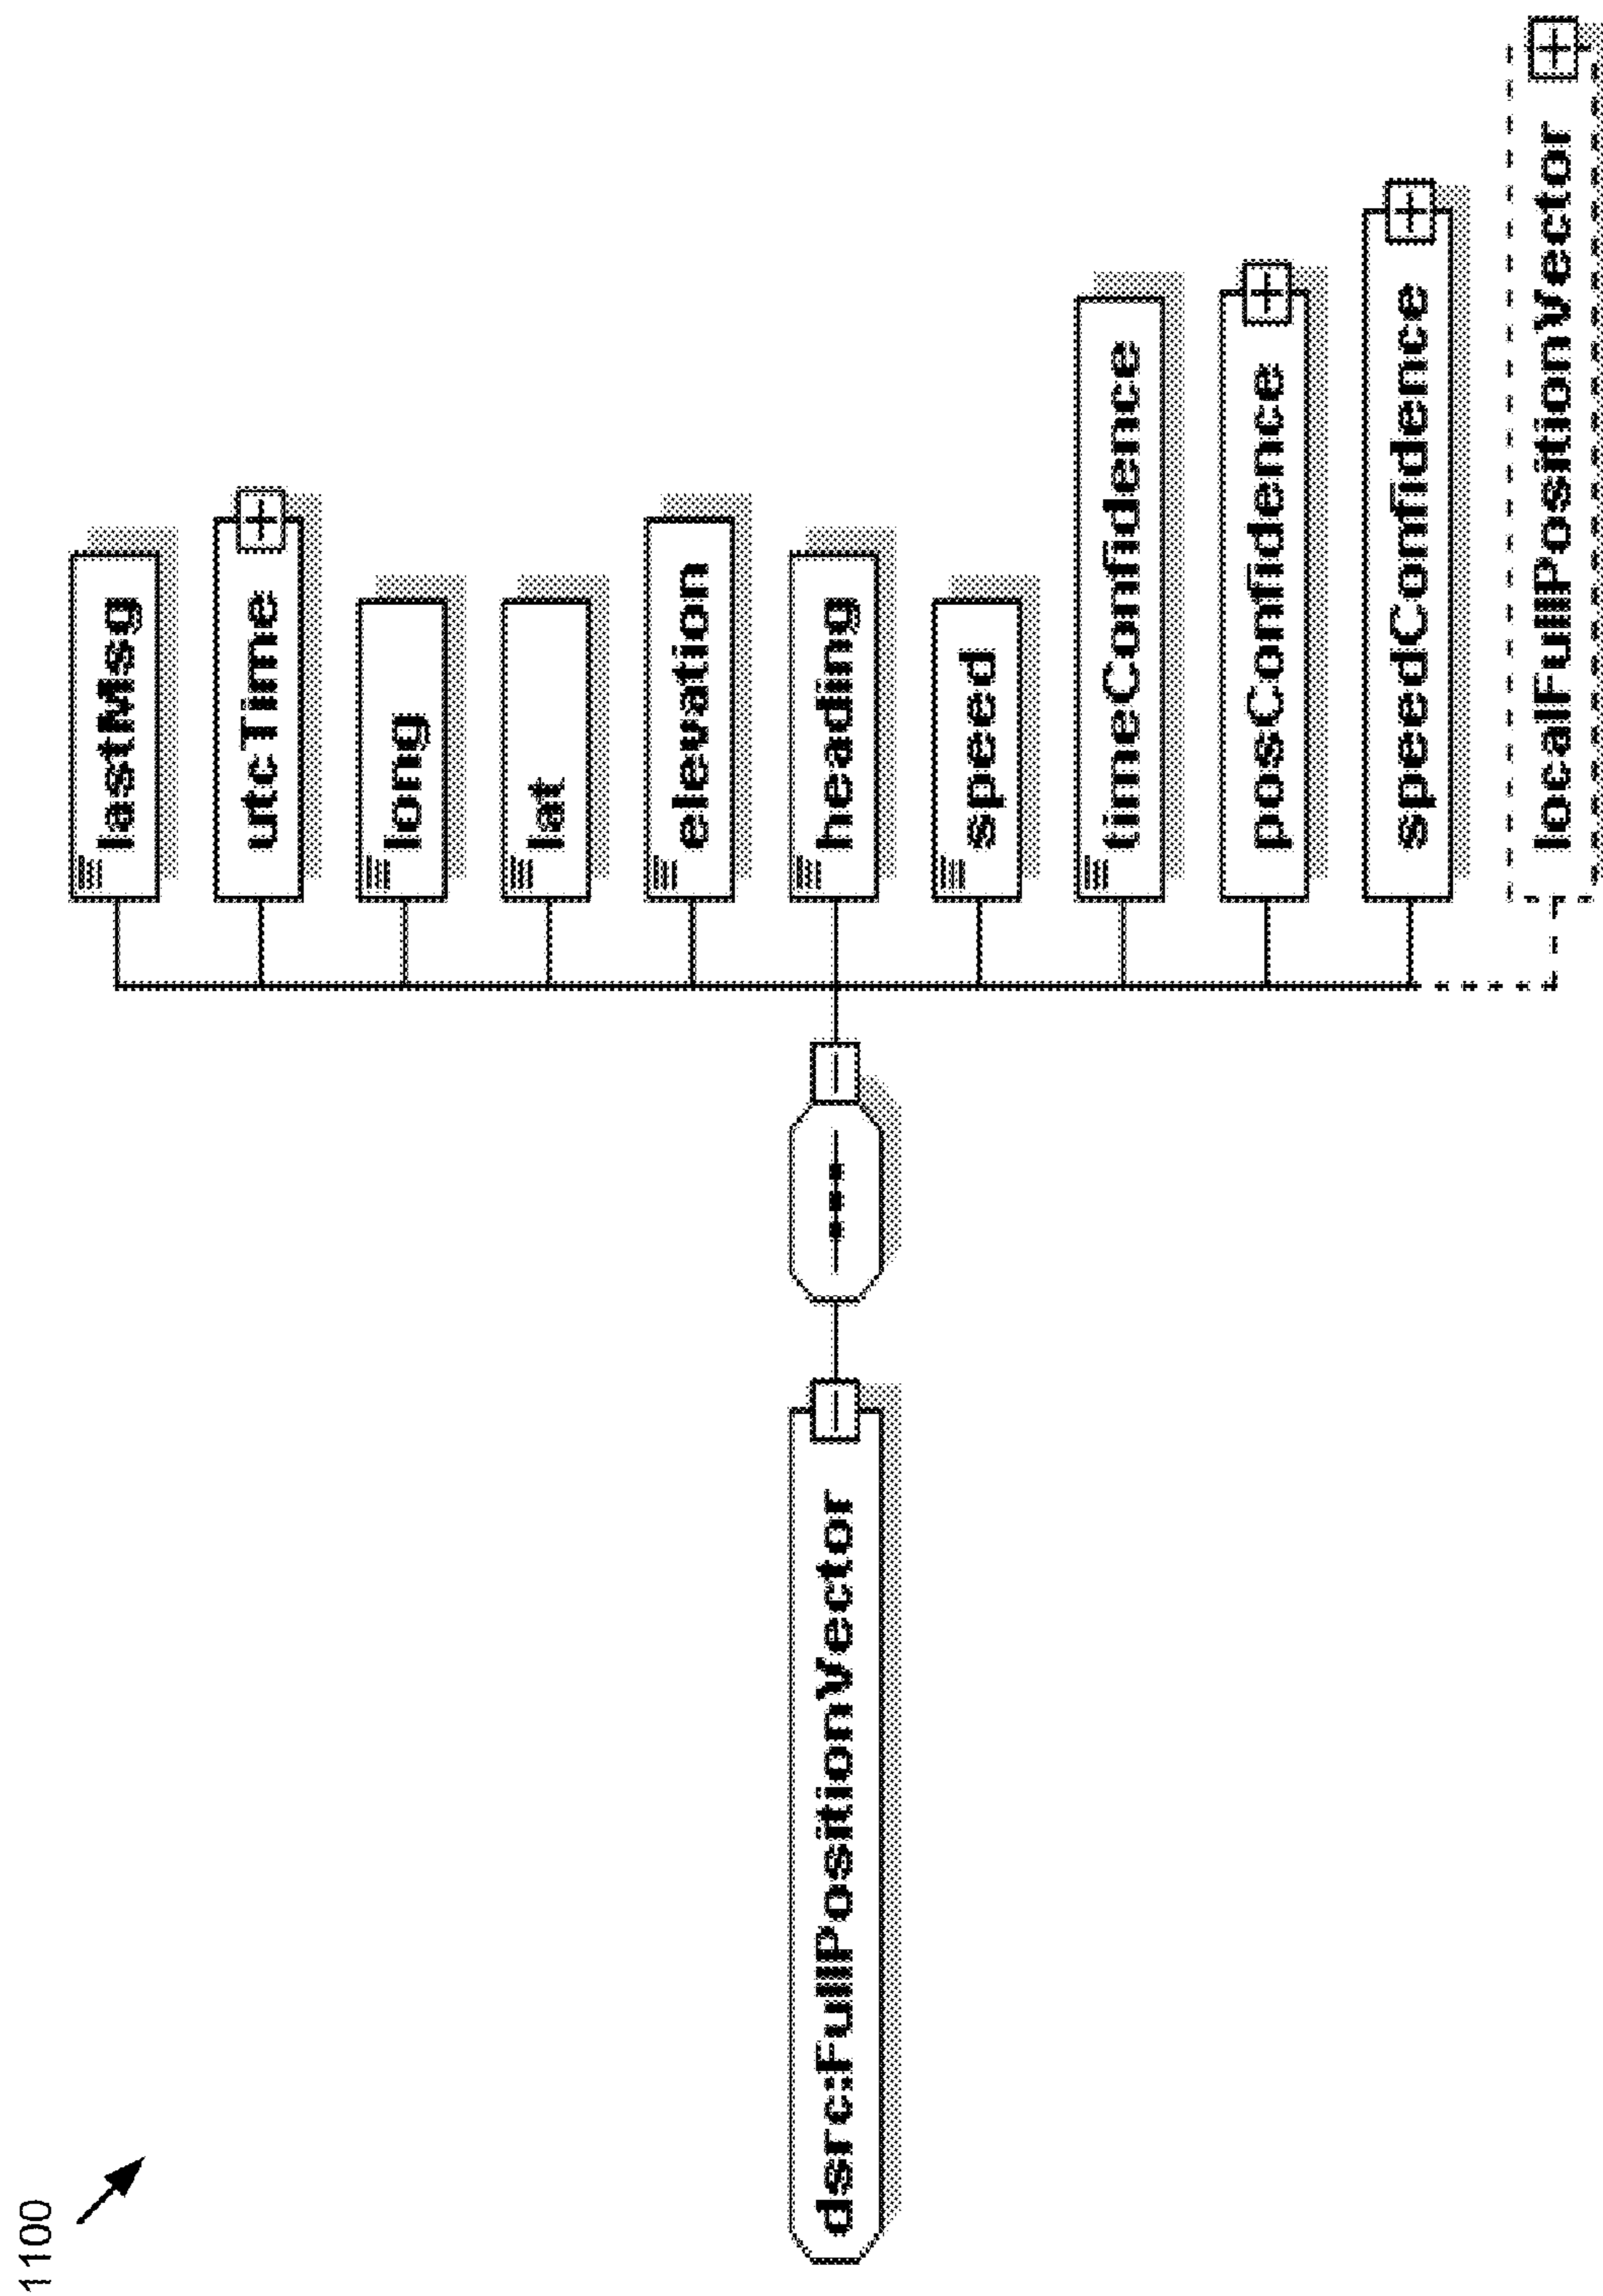 1100
dsrc:FullPositionVector
lastMsg
utcTime
long
lat
elevation
heading
speed
timeConfidence
posConfidence
speedConfidence
localFullPositionVector